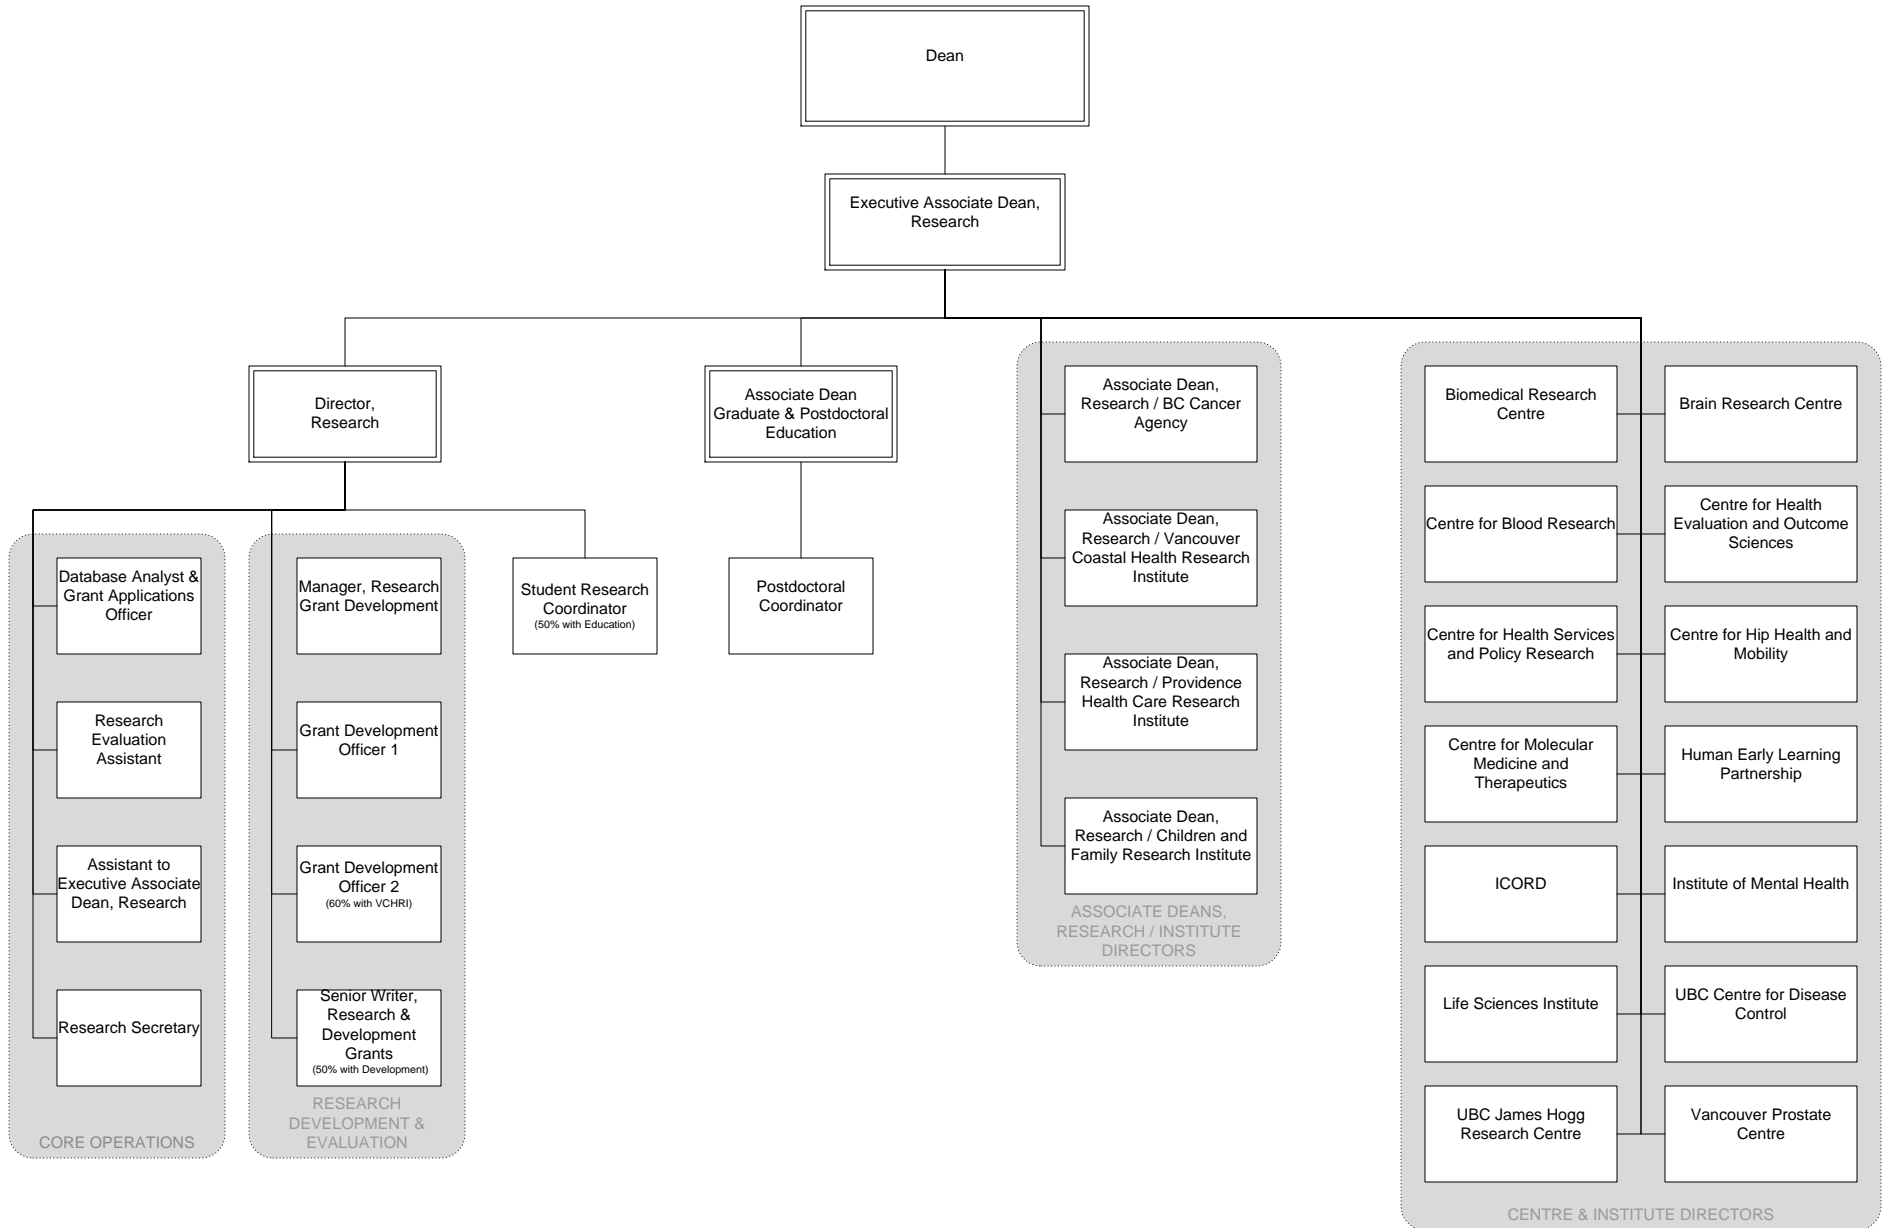 Dean
Executive Associate Dean,
Research
Director,
Research
Associate Dean
Graduate & Postdoctoral
Education
Database Analyst &
Grant Applications
Officer
Research
Evaluation
Assistant
Assistant to
Executive Associate
Dean, Research
Research Secretary
CORE OPERATIONS
Manager, Research
Grant Development
Grant Development
Officer 1
Grant Development
Officer 2
(60% with VCHRI)
Senior Writer,
Research &
Development
Grants
(50% with Development)
RESEARCH
DEVELOPMENT &
EVALUATION
Student Research
Coordinator
(50% with Education)
Postdoctoral
Coordinator
Associate Dean,
Research / BC Cancer
Agency
Associate Dean,
Research / Vancouver
Coastal Health Research
Institute
Associate Dean,
Research / Providence
Health Care Research
Institute
Associate Dean,
Research / Children and
Family Research Institute
ASSOCIATE DEANS,
RESEARCH / INSTITUTE
DIRECTORS
Biomedical Research
Centre
Brain Research Centre
Centre for Blood Research
Centre for Health
Evaluation and Outcome
Sciences
Centre for Health Services
and Policy Research
Centre for Hip Health and
Mobility
Centre for Molecular
Medicine and
Therapeutics
Human Early Learning
Partnership
ICORD
Institute of Mental Health
Life Sciences Institute
UBC Centre for Disease
Control
UBC James Hogg
Research Centre
Vancouver Prostate
Centre
CENTRE & INSTITUTE DIRECTORS